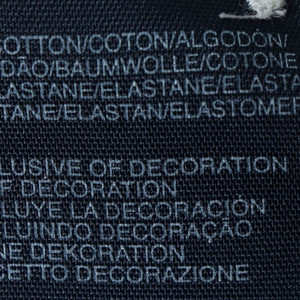 COTTON/COTON/ALGODÓN/
DÃO/BAUMWOLLE/COTONE
ELASTANE/ELASTANE/ELASTA
TANE/ELASTAN/ELASTOMER
LUSIVE OF DECORATION
F DÉCORATION
LUYE LA DECORACIÓN
LUINDO DECORAÇÃO
NE DEKORATION
CETTO DECORAZIONE